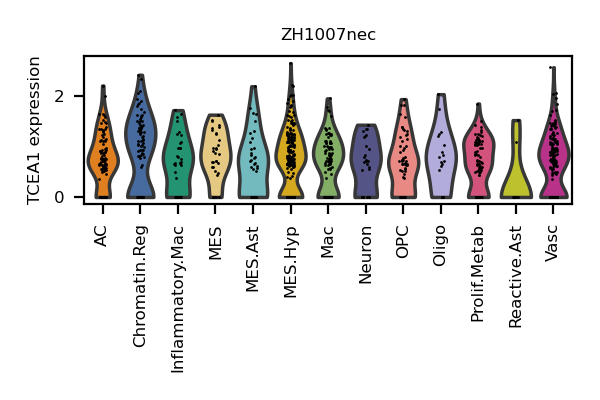 ZH1007nec
TCEA1 expression
2
0
AC
Chromatin.Reg
Inflammatory.Mac
MES
MES.Ast
MES.Hyp
Mac
Neuron
OPC
Oligo
Prolif.Metab
Reactive.Ast
Vasc